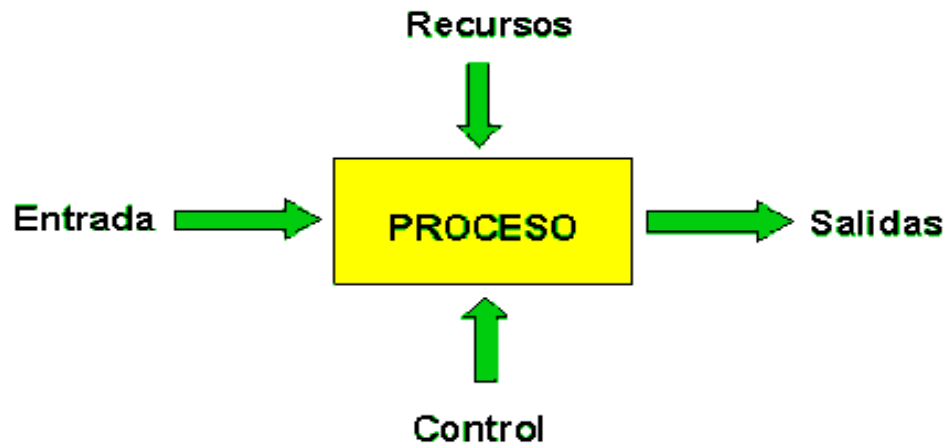 Recursos
Entrada
PROCESO
Salidas
Control